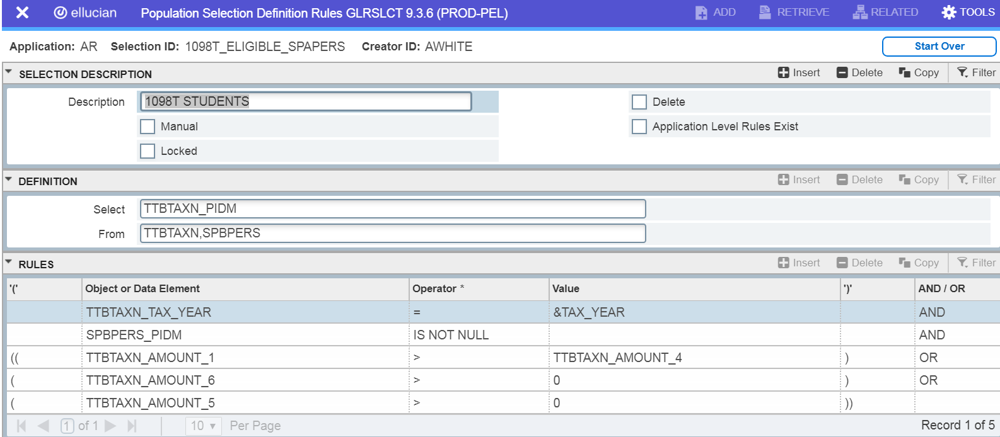 ellucian Population Selection Definition Rules GLRSLCT 9.3.6 (PROD-PEL) ADD RETRIEVE RELATED TOOLS
Application: AR Selection ID: 1098T_ELIGIBLE_SPAPERS Creator ID: AWHITE Start Over
SELECTION DESCRIPTION Insert Delete Copy Filter
Description 1098T STUDENTS Delete
Manual Application Level Rules Exist
Locked
DEFINITION Insert Delete Copy Filter
Select TTBTAXN_PIDM
From TTBTAXN,SPBPERS
RULES Insert Delete Copy Filter
'(' Object or Data Element Operator * Value ')' AND / OR
TTBTAXN_TAX_YEAR = &TAX_YEAR AND
SPBPERS_PIDM IS NOT NULL AND
(( TTBTAXN_AMOUNT_1 > TTBTAXN_AMOUNT_4 ) OR
( TTBTAXN_AMOUNT_6 > 0 ) OR
( TTBTAXN_AMOUNT_5 > 0 ))
1 of 1 10 Per Page Record 1 of 5